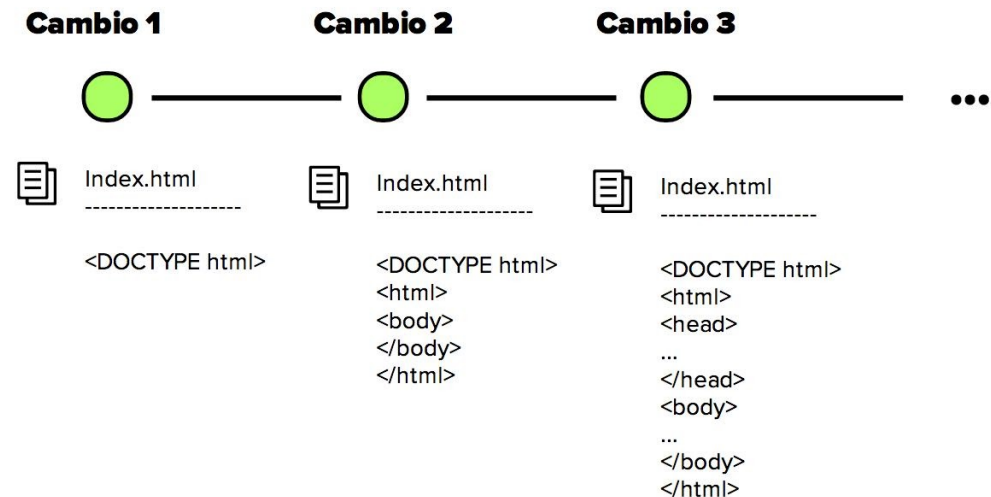 Cambio 1
Cambio 2
Cambio 3
...
Index.html
--------------------
<DOCTYPE html>
Index.html
--------------------
<DOCTYPE html>
<html>
<body>
</body>
</html>
Index.html
--------------------
<DOCTYPE html>
<html>
<head>
...
</head>
<body>
...
</body>
</html>